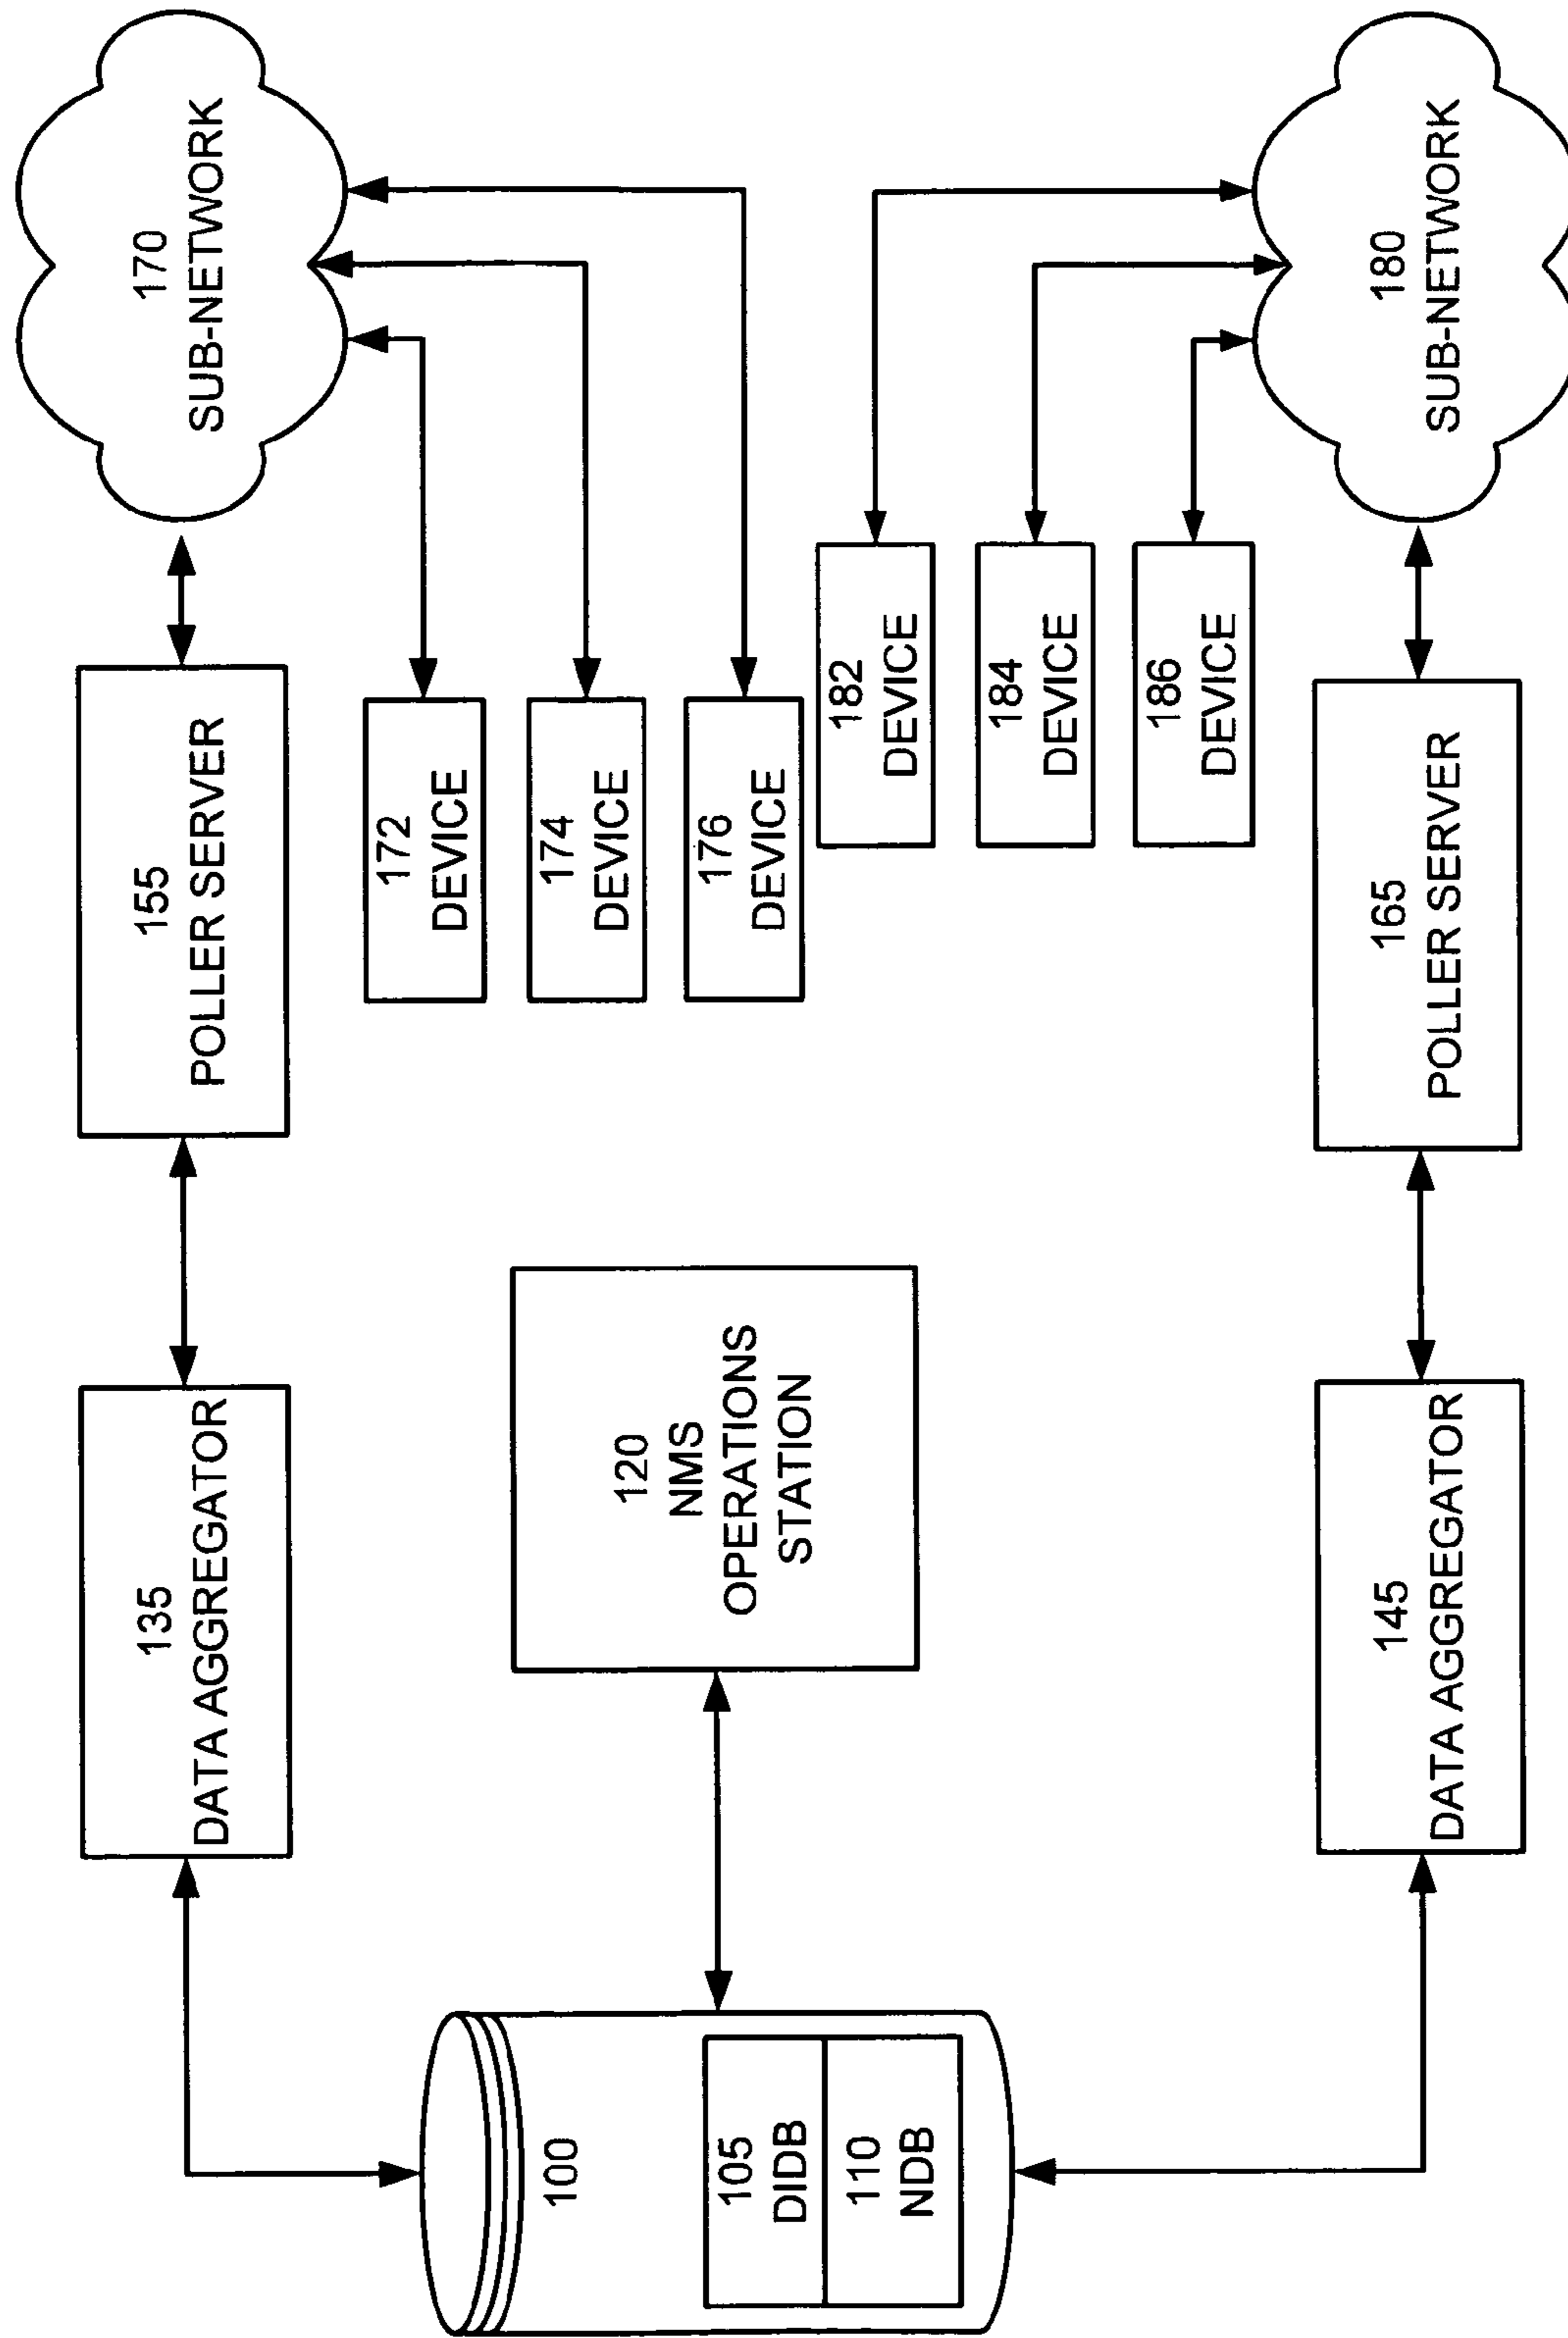 100
105
DIDB
110
NDB
135
DATA AGGREGATOR
155
POLLER SERVER
170
SUB-NETWORK
172
DEVICE
174
DEVICE
176
DEVICE
120
NMS
OPERATIONS
STATION
182
DEVICE
184
DEVICE
186
DEVICE
145
DATA AGGREGATOR
165
POLLER SERVER
180
SUB-NETWORK